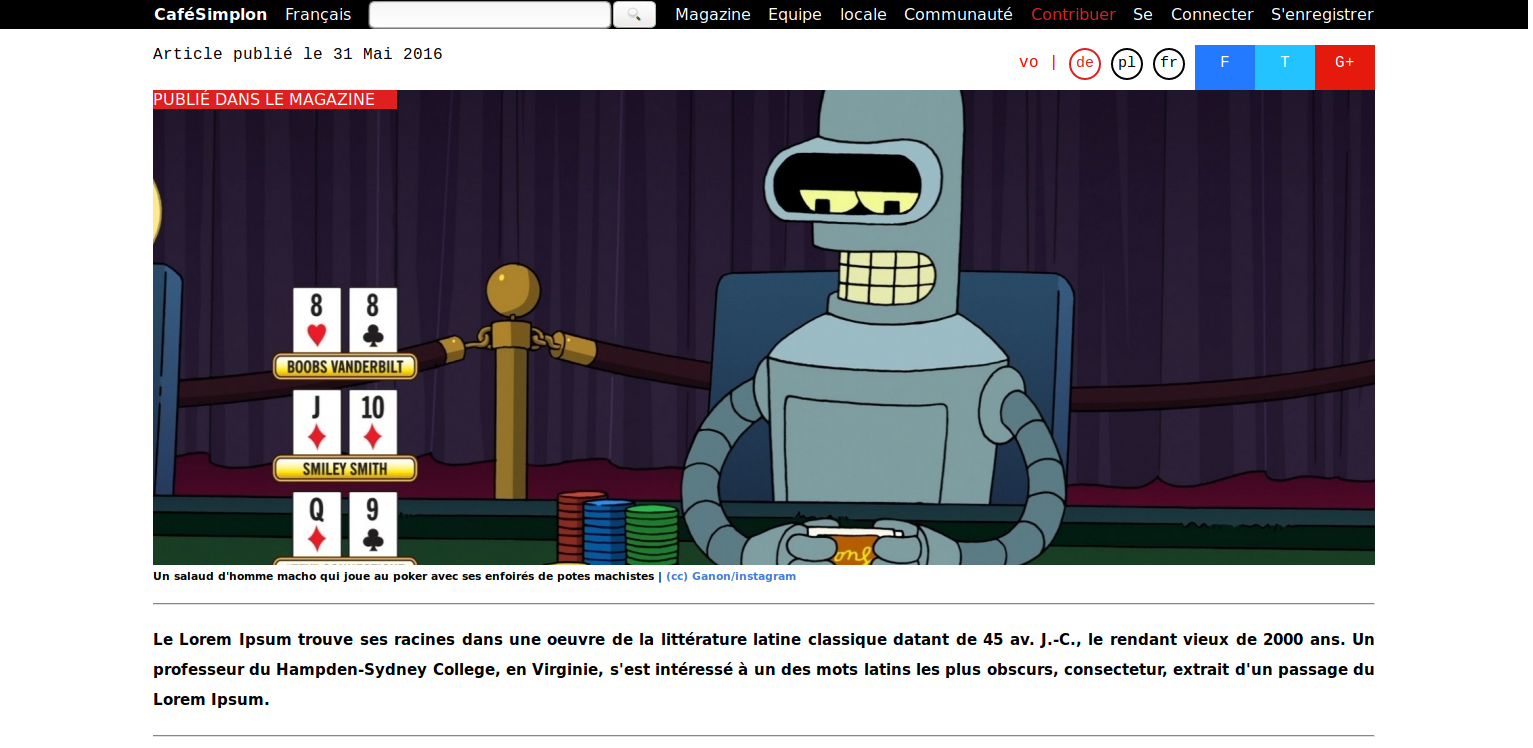 CaféSimplon Français Magazine Equipe locale Communauté Contribuer Se Connecter S'enregistrer
Article publié le 31 Mai 2016
vo | de pl fr F T G+
PUBLIÉ DANS LE MAGAZINE
8 8
BOOBS VANDERBILT
J 10
SMILEY SMITH
Q 9
one
Un salaud d'homme macho qui joue au poker avec ses enfoirés de potes machistes | (cc) Ganon/instagram
Le Lorem Ipsum trouve ses racines dans une oeuvre de la littérature latine classique datant de 45 av. J.-C., le rendant vieux de 2000 ans. Un
professeur du Hampden-Sydney College, en Virginie, s'est intéressé à un des mots latins les plus obscurs, consectetur, extrait d'un passage du
Lorem Ipsum.